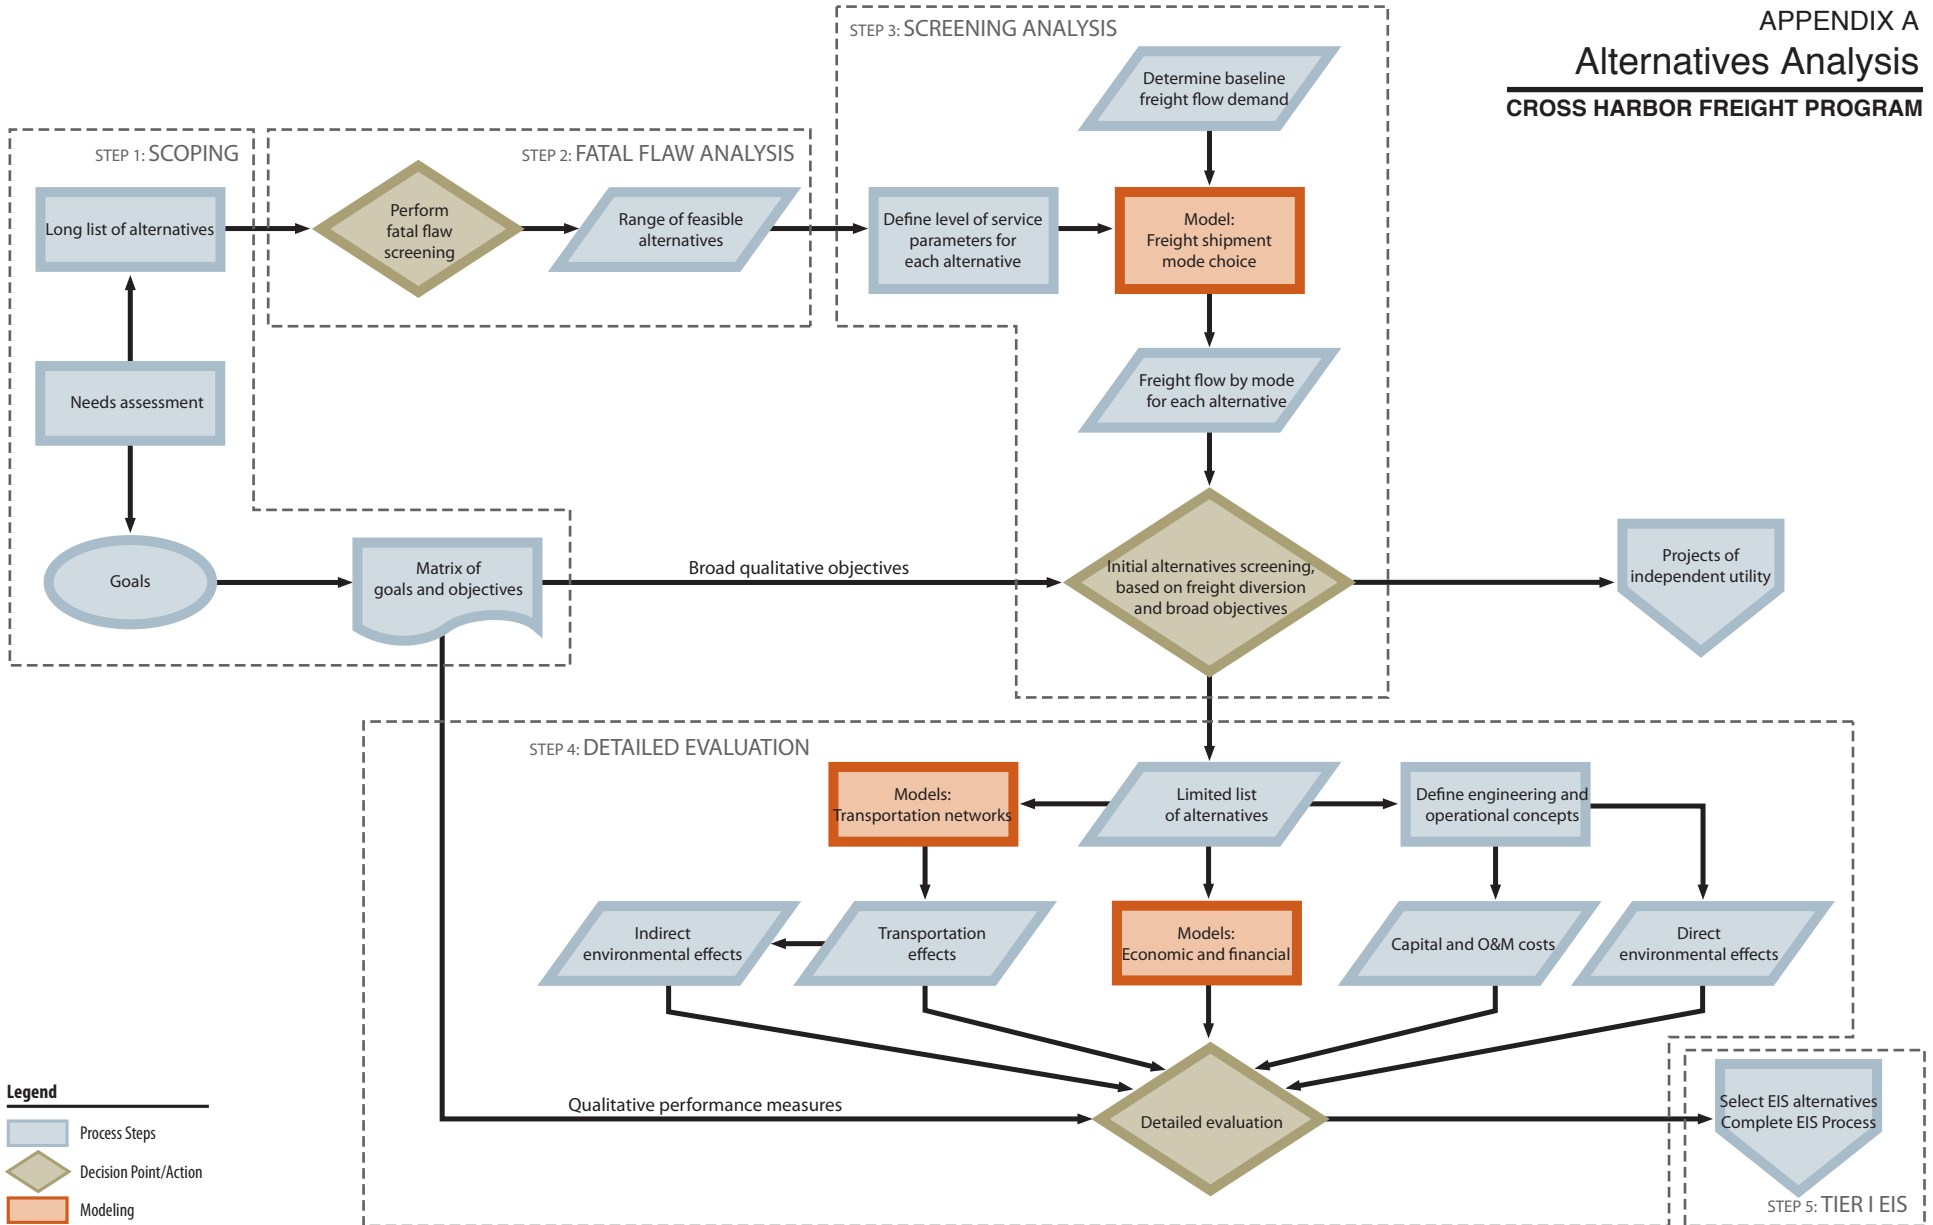 APPENDIX A
Alternatives Analysis
CROSS HARBOR FREIGHT PROGRAM
STEP 1: SCOPING
Long list of alternatives
Needs assessment
Goals
Matrix of
goals and objectives
STEP 2: FATAL FLAW ANALYSIS
Perform
fatal flaw
screening
Range of feasible
alternatives
STEP 3: SCREENING ANALYSIS
Determine baseline
freight flow demand
Define level of service
parameters for
each alternative
Model:
Freight shipment
mode choice
Freight flow by mode
for each alternative
Broad qualitative objectives
Initial alternatives screening,
based on freight diversion
and broad objectives
Projects of
independent utility
STEP 4: DETAILED EVALUATION
Models:
Transportation networks
Limited list
of alternatives
Define engineering and
operational concepts
Indirect
environmental effects
Transportation
effects
Models:
Economic and financial
Capital and O&M costs
Direct
environmental effects
Qualitative performance measures
Detailed evaluation
Select EIS alternatives
Complete EIS Process
STEP 5: TIER I EIS
Legend
Process Steps
Decision Point/Action
Modeling